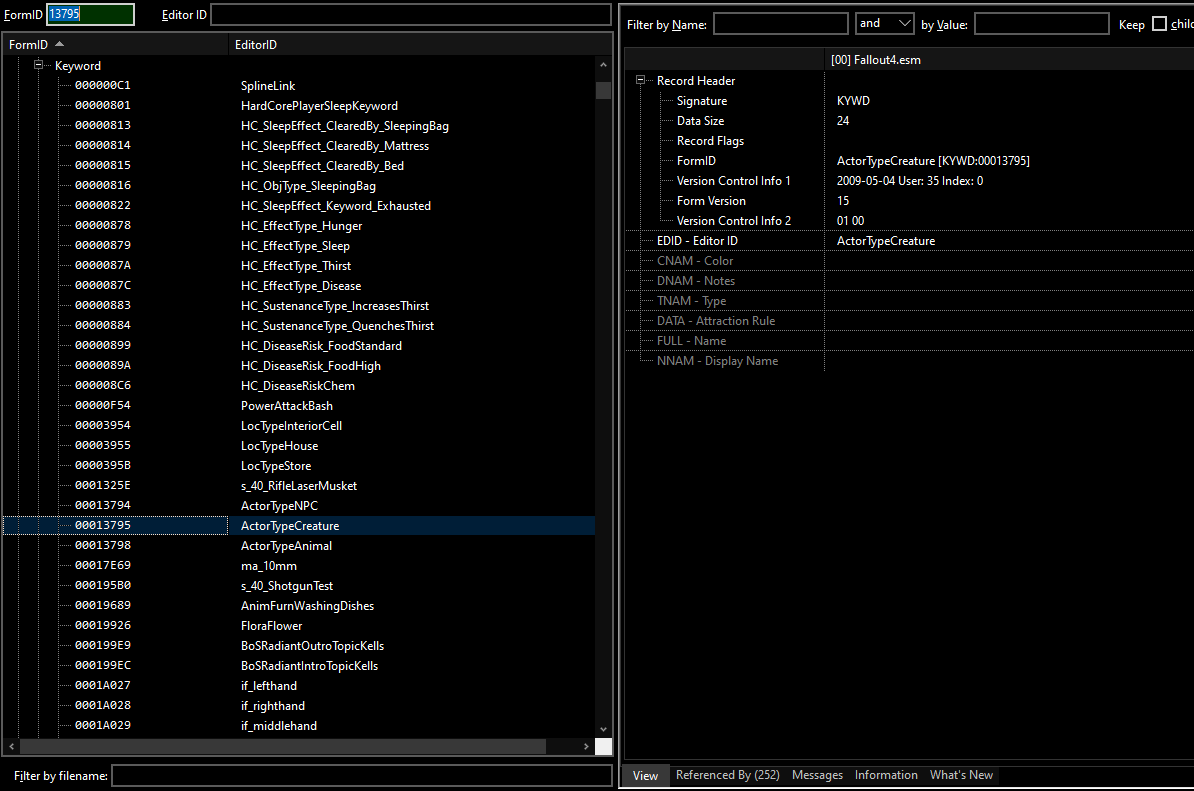 FormID 13795 Editor ID
FormID EditorID
Keyword
000000C1 SplineLink
00000801 HardCorePlayerSleepKeyword
00000813 HC_SleepEffect_ClearedBy_SleepingBag
00000814 HC_SleepEffect_ClearedBy_Mattress
00000815 HC_SleepEffect_ClearedBy_Bed
00000816 HC_ObjType_SleepingBag
00000822 HC_SleepEffect_Keyword_Exhausted
00000878 HC_EffectType_Hunger
00000879 HC_EffectType_Sleep
0000087A HC_EffectType_Thirst
0000087C HC_EffectType_Disease
00000883 HC_SustenanceType_IncreasesThirst
00000884 HC_SustenanceType_QuenchesThirst
00000899 HC_DiseaseRisk_FoodStandard
0000089A HC_DiseaseRisk_FoodHigh
000008C6 HC_DiseaseRiskChem
00000F54 PowerAttackBash
00003954 LocTypeInteriorCell
00003955 LocTypeHouse
0000395B LocTypeStore
0001325E s_40_RifleLaserMusket
00013794 ActorTypeNPC
00013795 ActorTypeCreature
00013798 ActorTypeAnimal
00017E69 ma_10mm
000195B0 s_40_ShotgunTest
00019689 AnimFurnWashingDishes
00019926 FloraFlower
000199E9 BoSRadiantOutroTopicKells
000199EC BoSRadiantIntroTopicKells
0001A027 if_lefthand
0001A028 if_righthand
0001A029 if_middlehand
Filter by filename:
Filter by Name: and by Value: Keep chil
[00] Fallout4.esm
Record Header
Signature KYWD
Data Size 24
Record Flags
FormID ActorTypeCreature [KYWD:00013795]
Version Control Info 1 2009-05-04 User: 35 Index: 0
Form Version 15
Version Control Info 2 01 00
EDID - Editor ID ActorTypeCreature
CNAM - Color
DNAM - Notes
TNAM - Type
DATA - Attraction Rule
FULL - Name
NNAM - Display Name
View Referenced By (252) Messages Information What's New